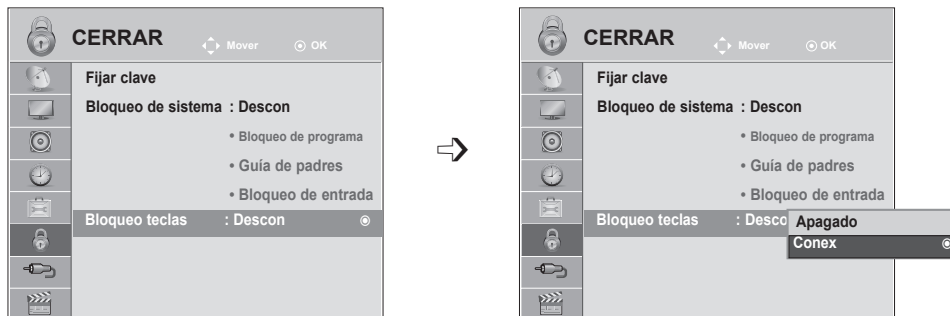 CERRAR Mover OK
Fijar clave
Bloqueo de sistema : Descon
• Bloqueo de programa
• Guía de padres
• Bloqueo de entrada
Bloqueo teclas : Descon
CERRAR Mover OK
Fijar clave
Bloqueo de sistema : Descon
• Bloqueo de programa
• Guía de padres
• Bloqueo de entrada
Bloqueo teclas : Desco
Apagado
Conex